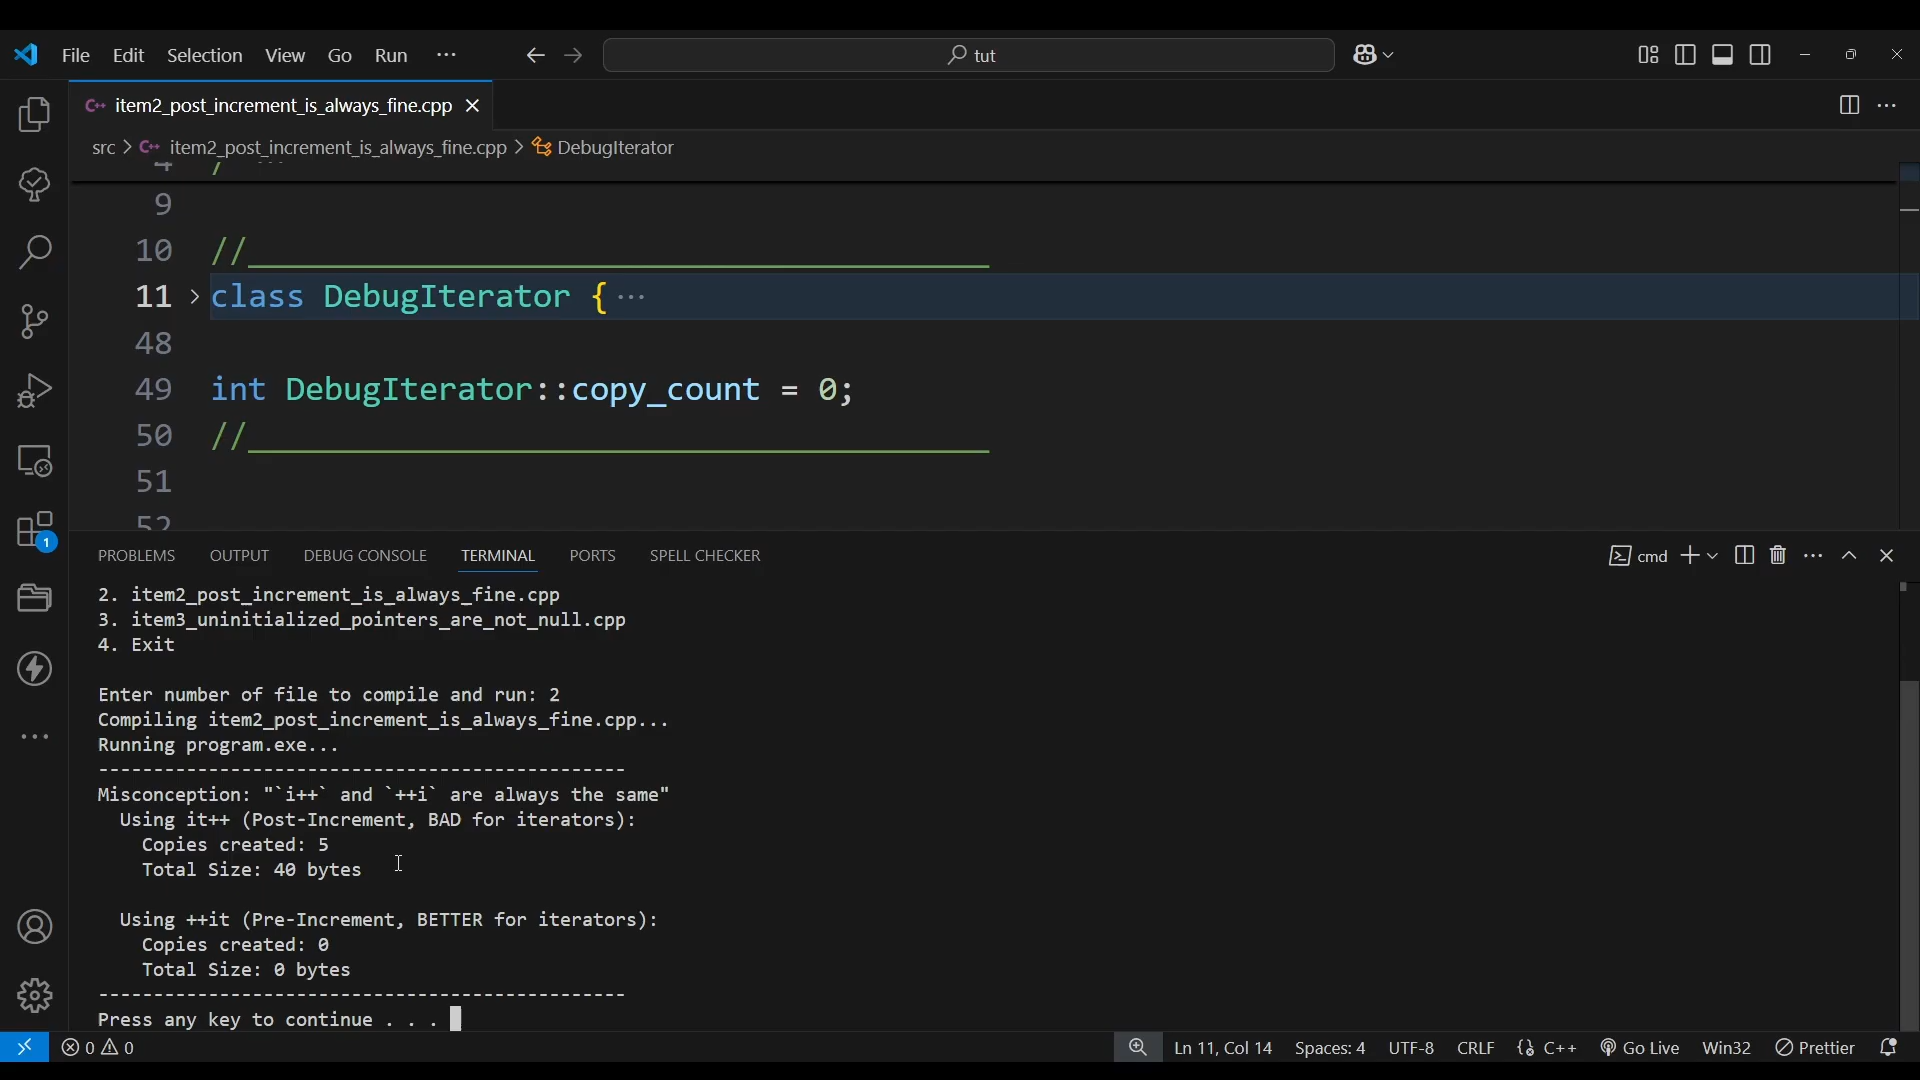 File Edit Selection View Go Run ···
tut
item2_post_increment_is_always_fine.cpp
src > item2_post_increment_is_always_fine.cpp > DebugIterator
9
10 //________________________________________
11 class DebugIterator { ···
48
49 int DebugIterator::copy_count = 0;
50 //________________________________________
51
52
PROBLEMS OUTPUT DEBUG CONSOLE TERMINAL PORTS SPELL CHECKER
cmd
2. item2_post_increment_is_always_fine.cpp
3. item3_uninitialized_pointers_are_not_null.cpp
4. Exit
Enter number of file to compile and run: 2
Compiling item2_post_increment_is_always_fine.cpp...
Running program.exe...
------------------------------------------------
Misconception: "`i++` and `++i` are always the same"
Using it++ (Post-Increment, BAD for iterators):
Copies created: 5
Total Size: 40 bytes
Using ++it (Pre-Increment, BETTER for iterators):
Copies created: 0
Total Size: 0 bytes
------------------------------------------------
Press any key to continue . . .
1
0 0
Ln 11, Col 14 Spaces: 4 UTF-8 CRLF C++ Go Live Win32 Prettier